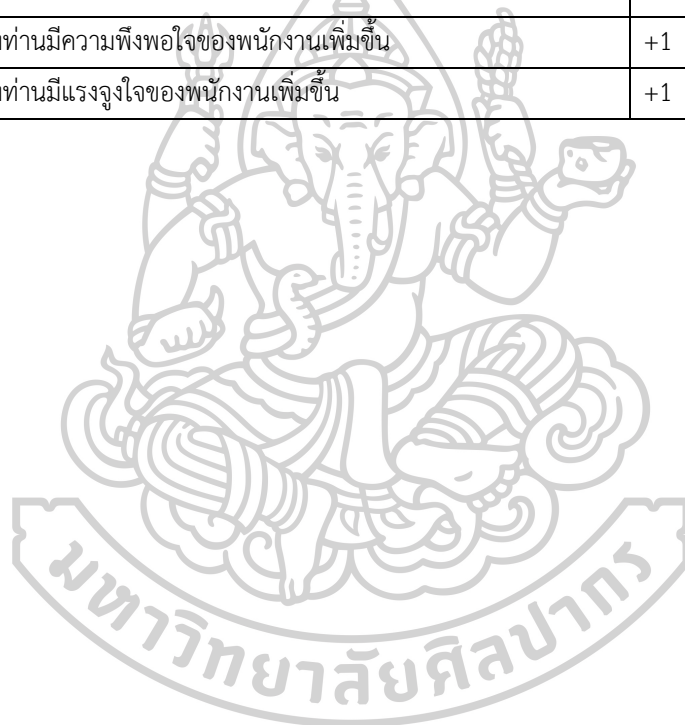 ท่านมีความพึงพอใจของพนักงานเพิ่มขึ้น +1
ท่านมีแรงจูงใจของพนักงานเพิ่มขึ้น +1
มหาวิทยาลัยศิลปากร